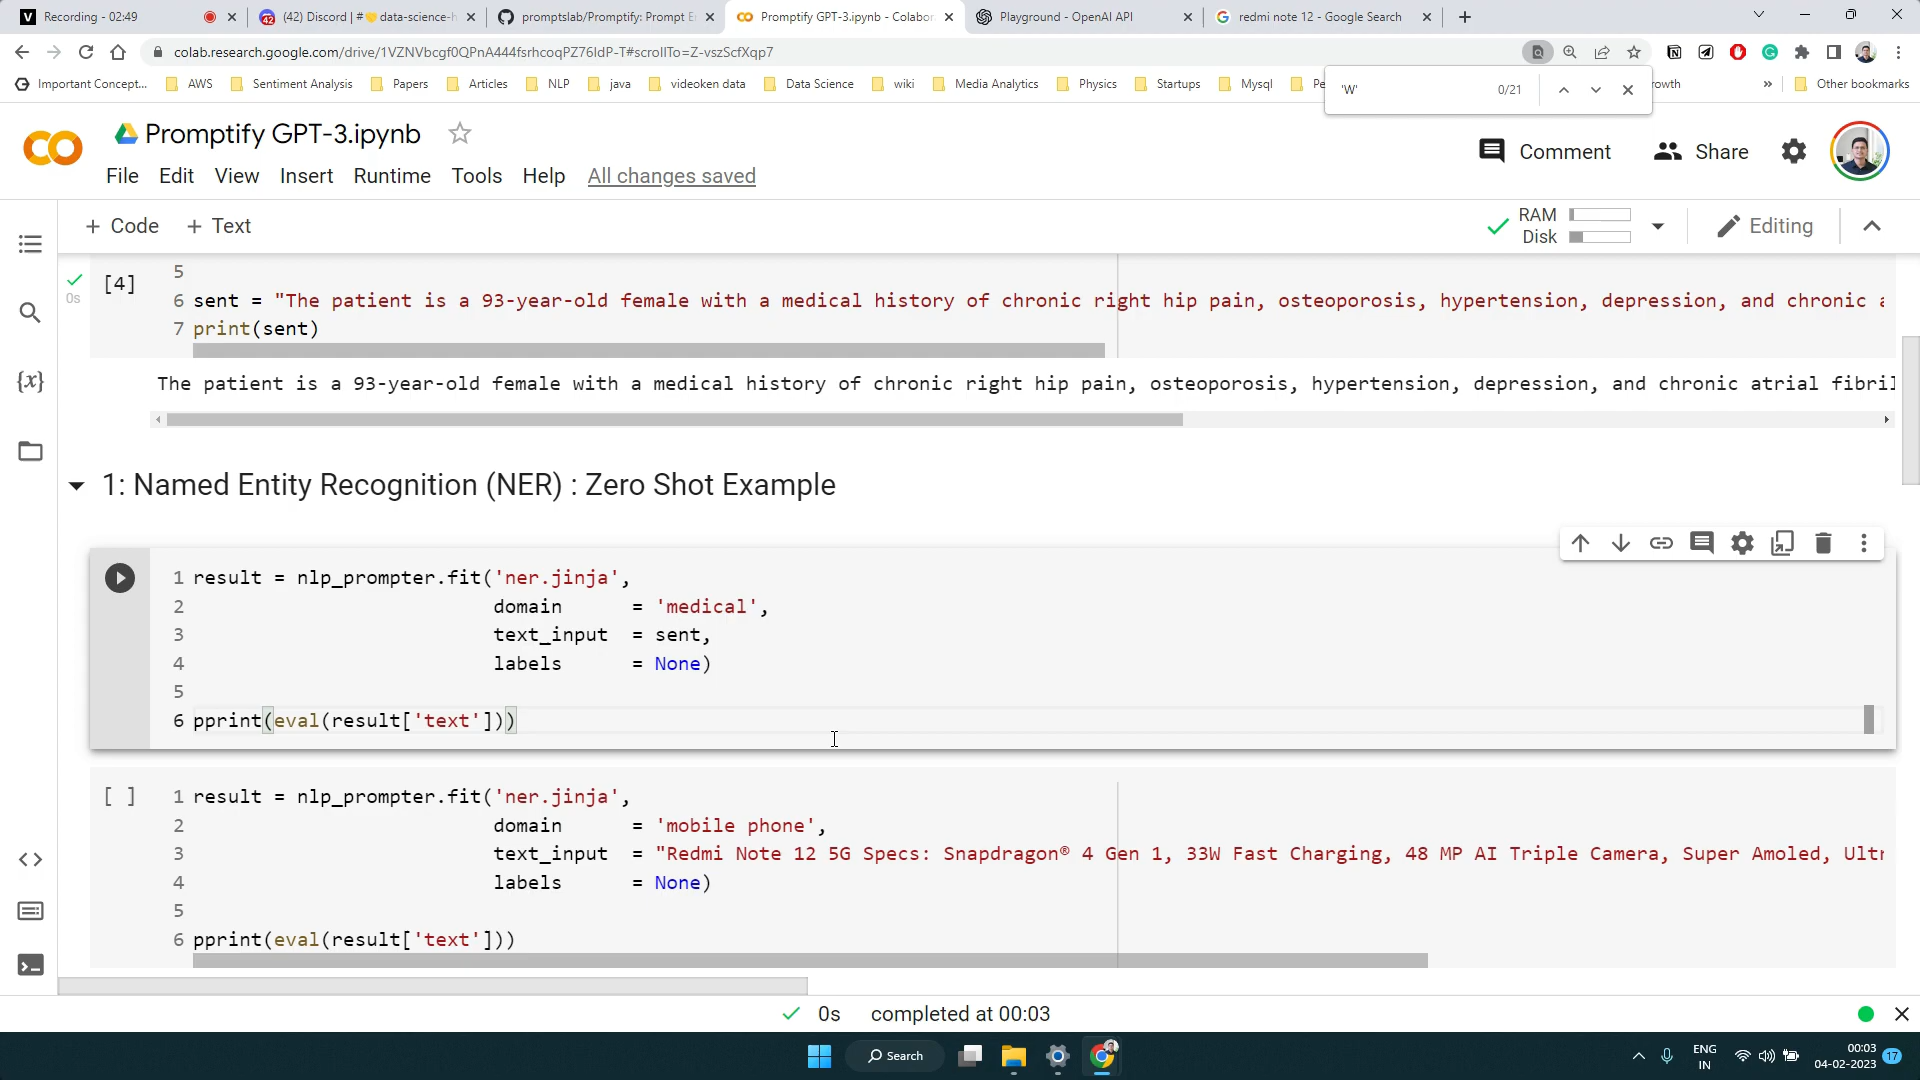 Recording - 02:49
(42) Discord | #🤝data-science-h
promptslab/Promptify: Prompt E
Promptify GPT-3.ipynb - Colabor
Playground - OpenAI API
redmi note 12 - Google Search
colab.research.google.com/drive/1VZNVbcgf0QPnA444fsrhcoqPZ76IdP-T#scrollTo=Z-vszScfXqp7
Important Concept...
AWS
Sentiment Analysis
Papers
Articles
NLP
java
videoken data
Data Science
wiki
Media Analytics
Physics
Startups
Mysql
Pe
rowth
»
Other bookmarks
'W'
0/21
Promptify GPT-3.ipynb
File Edit View Insert Runtime Tools Help All changes saved
Comment
Share
+ Code + Text
RAM
Disk
Editing
[4]
0s
5
6 sent = "The patient is a 93-year-old female with a medical history of chronic right hip pain, osteoporosis, hypertension, depression, and chronic a
7 print(sent)
The patient is a 93-year-old female with a medical history of chronic right hip pain, osteoporosis, hypertension, depression, and chronic atrial fibril
1: Named Entity Recognition (NER) : Zero Shot Example
1 result = nlp_prompter.fit('ner.jinja',
2 domain = 'medical',
3 text_input = sent,
4 labels = None)
5
6 pprint(eval(result['text']))
[ ]
1 result = nlp_prompter.fit('ner.jinja',
2 domain = 'mobile phone',
3 text_input = "Redmi Note 12 5G Specs: Snapdragon® 4 Gen 1, 33W Fast Charging, 48 MP AI Triple Camera, Super Amoled, Ultr
4 labels = None)
5
6 pprint(eval(result['text']))
0s completed at 00:03
Search
ENG
IN
00:03
04-02-2023
17